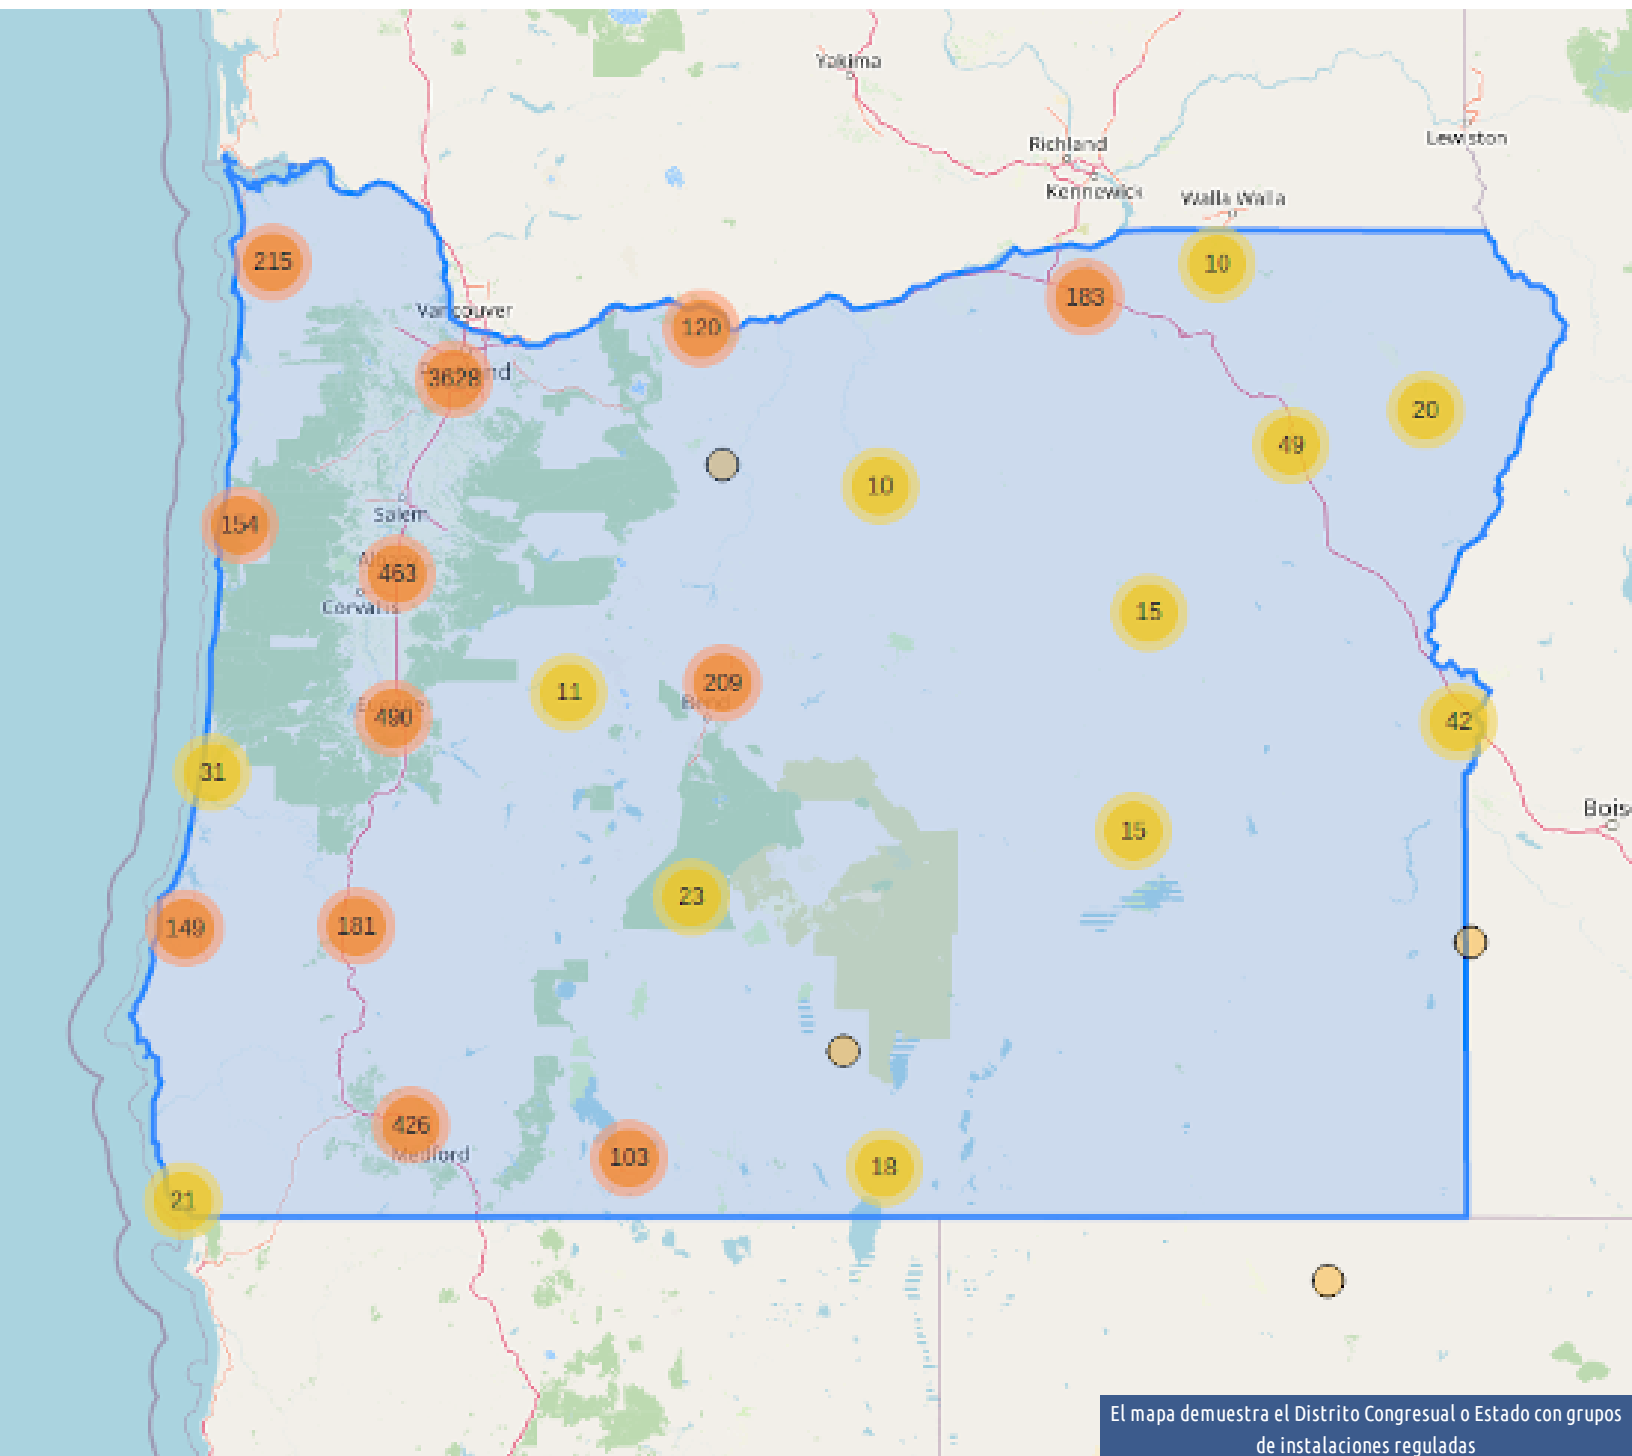 Yakima
Richland
Lewiston
Kennewick
Walla Walla
215
10
183
Vancouver
120
3628
20
49
10
154
Salem
463
Corvallis
15
209
11
490
42
31
Bois
15
23
149
181
426
Medford
103
18
21
El mapa demuestra el Distrito Congresual o Estado con grupos
de instalaciones reguladas